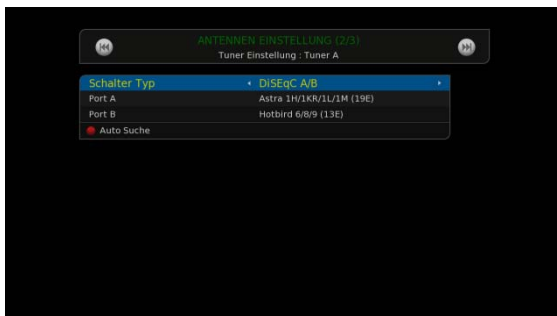 ANTENNEN EINSTELLUNG (2/3)
Tuner Einstellung : Tuner A
Schalter Typ DiSEqC A/B
Port A Astra 1H/1KR/1L/1M (19E)
Port B Hotbird 6/8/9 (13E)
Auto Suche